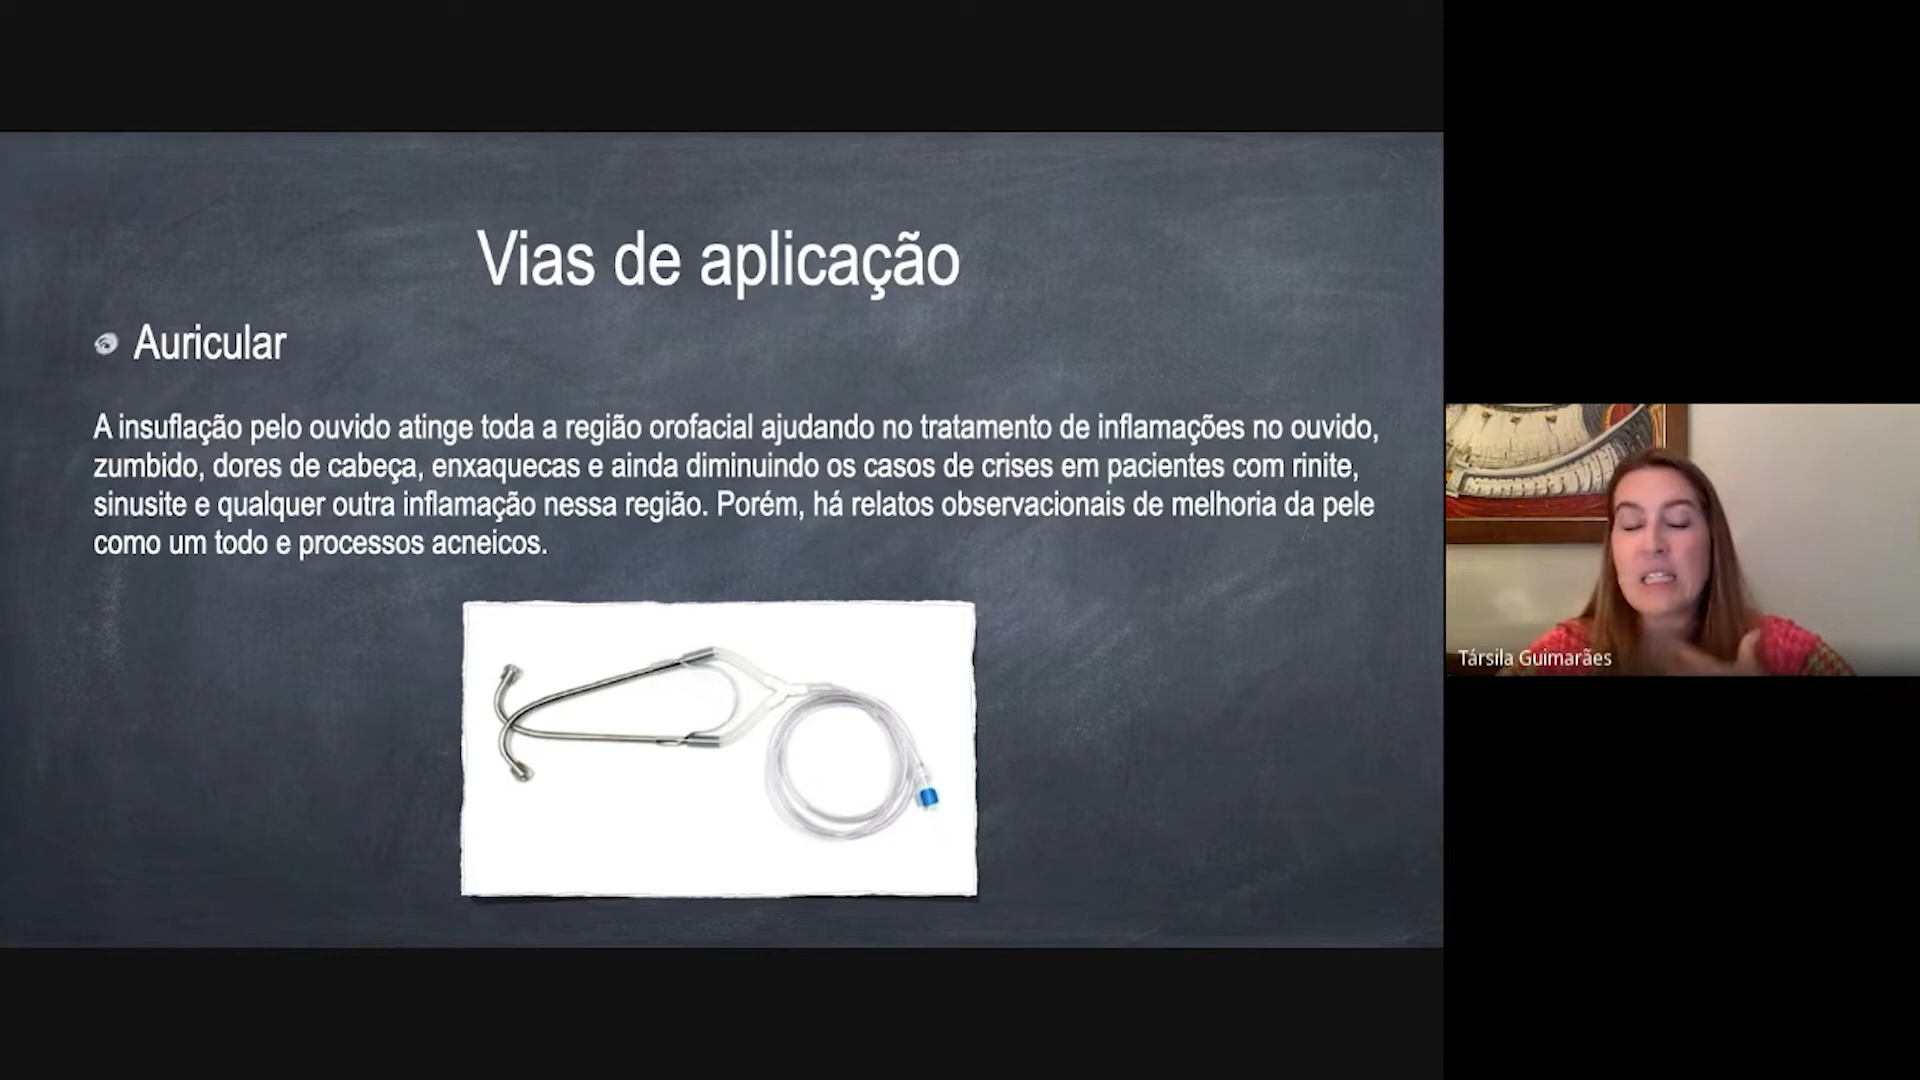 Vias de aplicação
Auricular
A insuflação pelo ouvido atinge toda a região orofacial ajudando no tratamento de inflamações no ouvido,
zumbido, dores de cabeça, enxaquecas e ainda diminuindo os casos de crises em pacientes com rinite,
sinusite e qualquer outra inflamação nessa região. Porém, há relatos observacionais de melhoria da pele
como um todo e processos acneicos.
Társila Guimarães